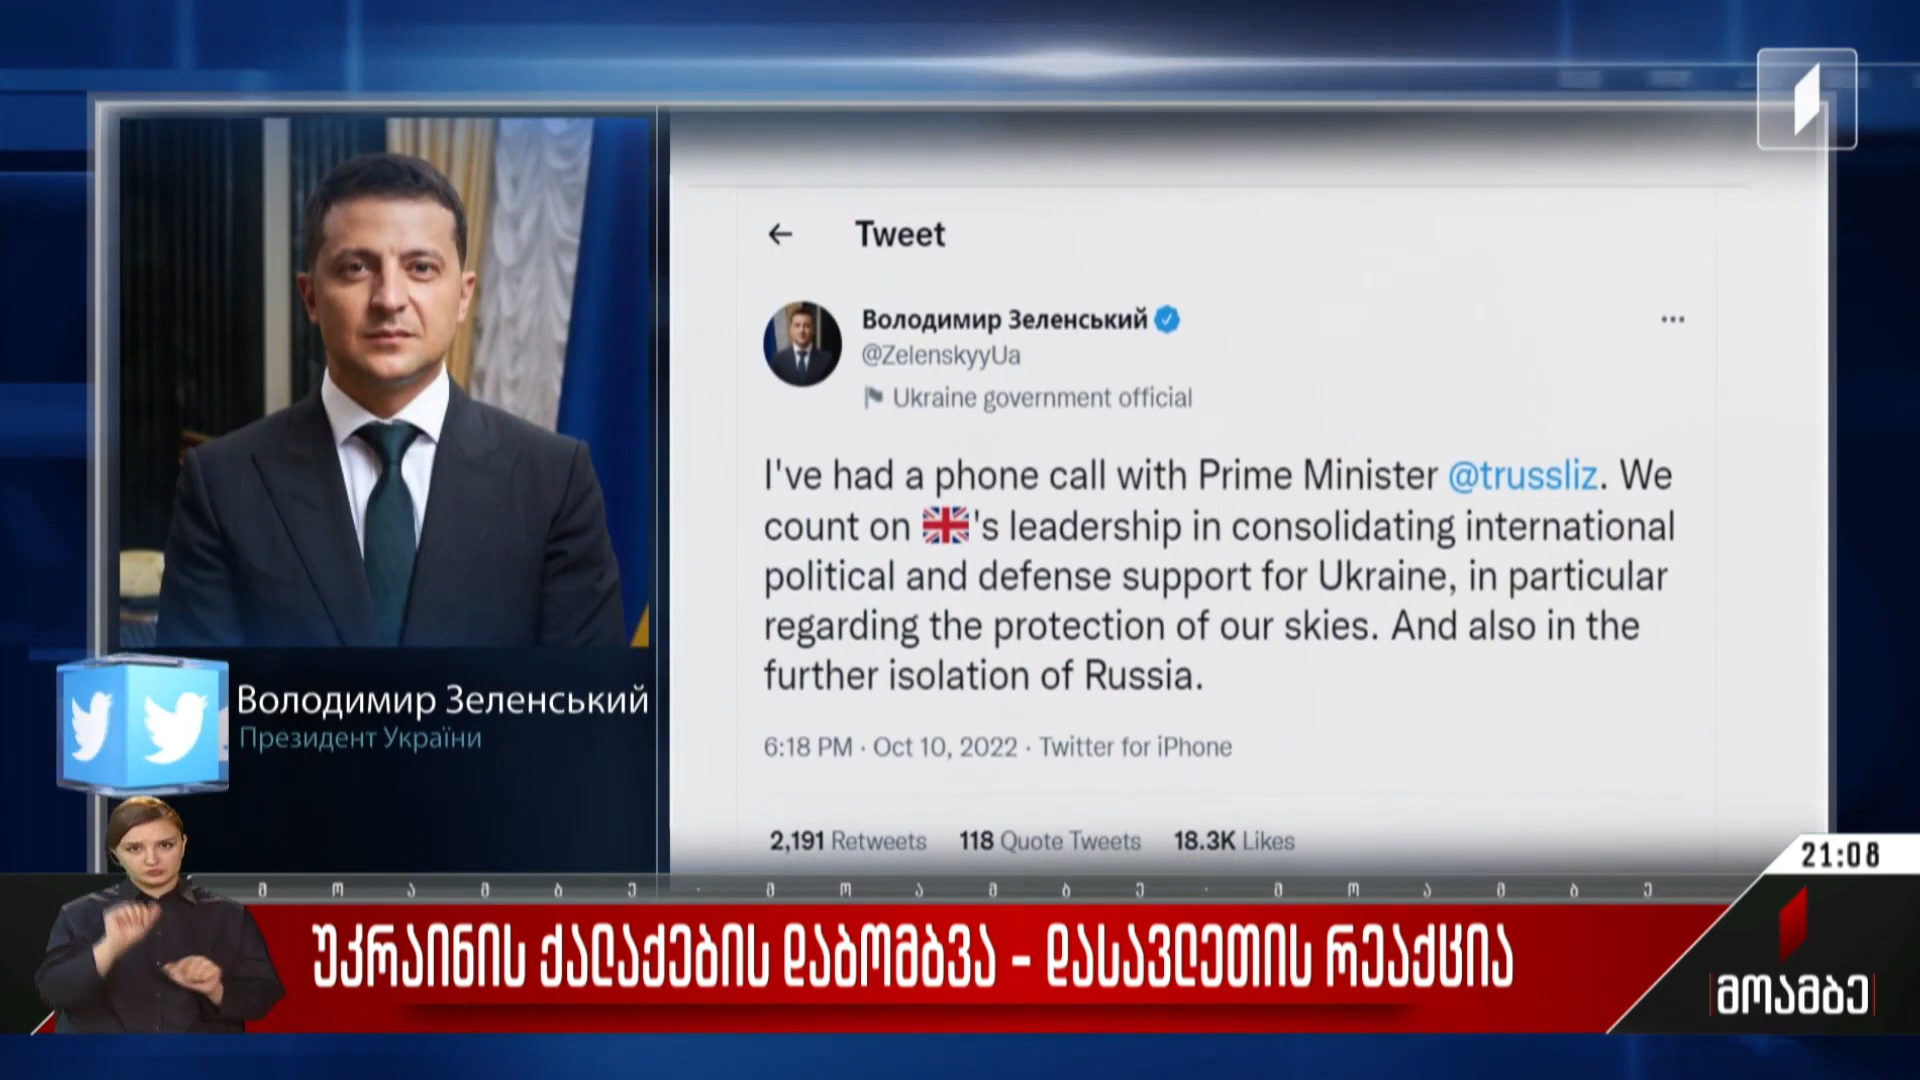 Tweet
Володимир Зеленський
@ZelenskyyUa
Ukraine government official
I've had a phone call with Prime Minister @trussliz. We
count on 🇬🇧's leadership in consolidating international
political and defense support for Ukraine, in particular
regarding the protection of our skies. And also in the
further isolation of Russia.
6:18 PM · Oct 10, 2022 · Twitter for iPhone
2,191 Retweets 118 Quote Tweets 18.3K Likes
Володимир Зеленський
Президент України
21:08
მოამბე · მოამბე · მოამბე
უკრაინის ქალაქების დაბომბვა - დასავლეთის რეაქცია
მოამბე